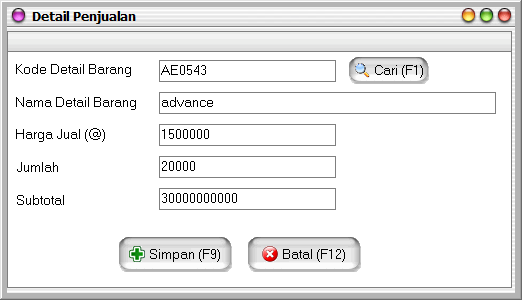 Detail Penjualan
Kode Detail Barang AE0543 Cari (F1)
Nama Detail Barang advance
Harga Jual (@) 1500000
Jumlah 20000
Subtotal 30000000000
Simpan (F9) Batal (F12)